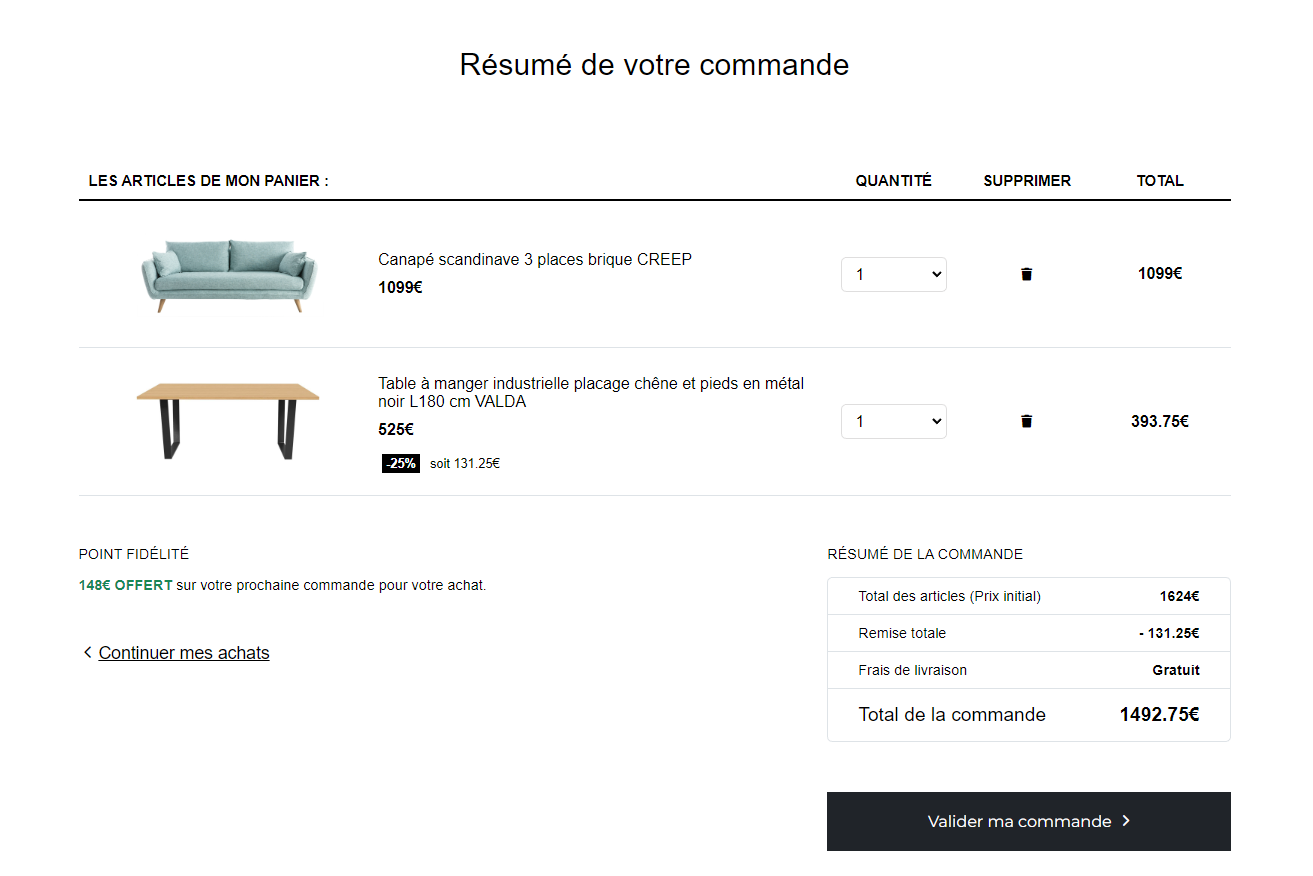 Résumé de votre commande
LES ARTICLES DE MON PANIER :
QUANTITÉ
SUPPRIMER
TOTAL
Canapé scandinave 3 places brique CREEP
1099€
1
1099€
Table à manger industrielle placage chêne et pieds en métal
noir L180 cm VALDA
525€
-25% soit 131.25€
1
393.75€
POINT FIDÉLITÉ
148€ OFFERT sur votre prochaine commande pour votre achat.
Continuer mes achats
RÉSUMÉ DE LA COMMANDE
Total des articles (Prix initial) 1624€
Remise totale - 131.25€
Frais de livraison Gratuit
Total de la commande 1492.75€
Valider ma commande